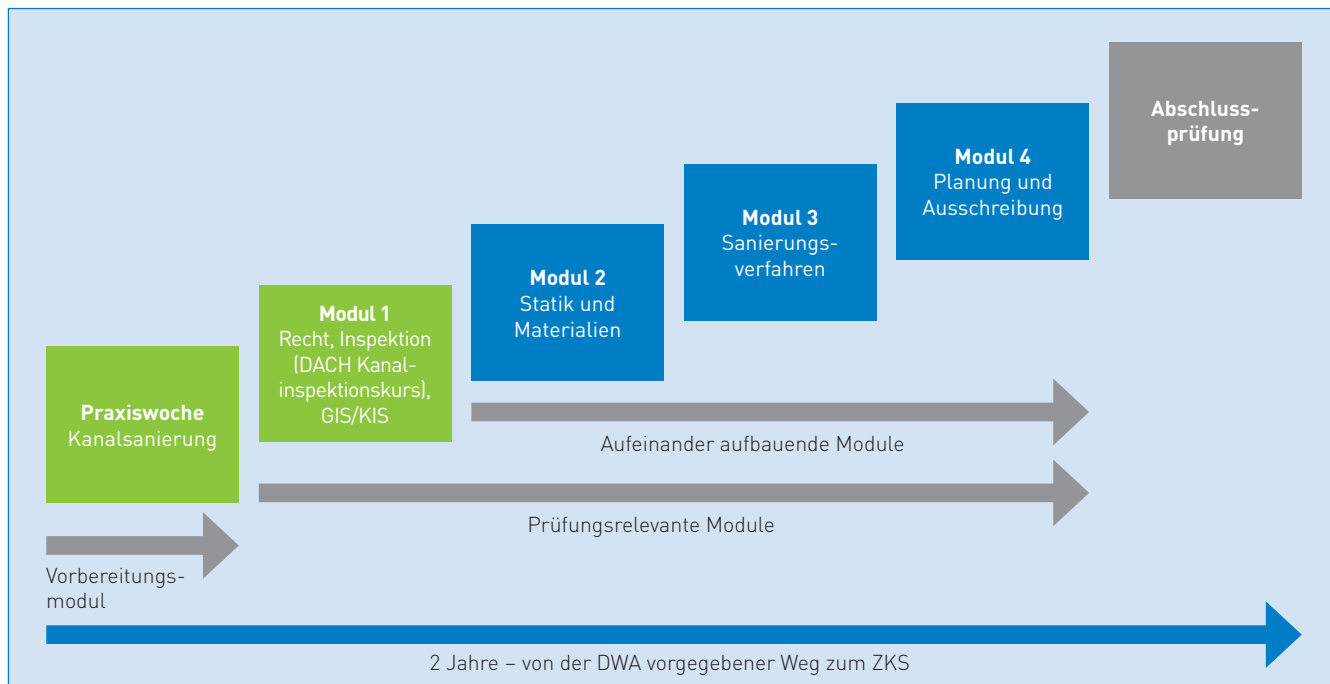 Praxiswoche
Kanalsanierung
Modul 1
Recht, Inspektion
(DACH Kanal-
inspektionskurs),
GIS/KIS
Modul 2
Statik und
Materialien
Modul 3
Sanierungs-
verfahren
Modul 4
Planung und
Ausschreibung
Abschluss-
prüfung
Aufeinander aufbauende Module
Prüfungsrelevante Module
Vorbereitungs-
modul
2 Jahre – von der DWA vorgegebener Weg zum ZKS